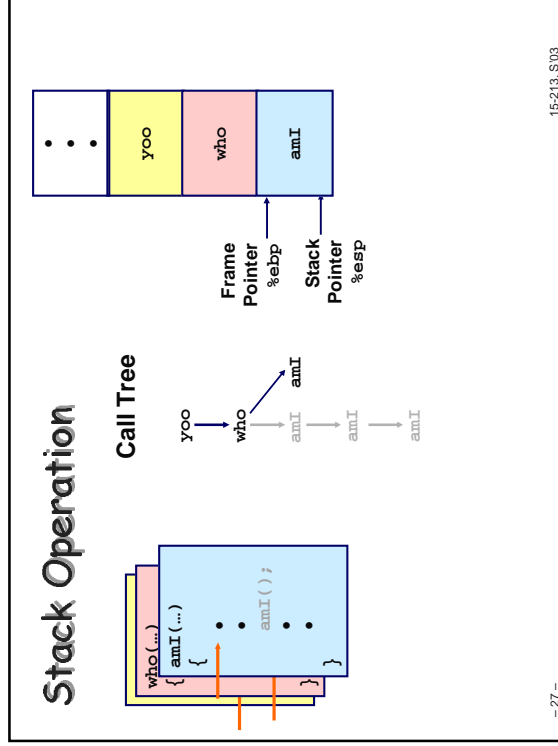 Stack Operation
who(…)
{
}
amI(…)
{
•
•
amI();
•
•
}
Call Tree
yoo
who
amI
amI
amI
amI
Frame
Pointer
%ebp
Stack
Pointer
%esp
•
•
•
yoo
who
amI
– 27 –
15-213, S'03